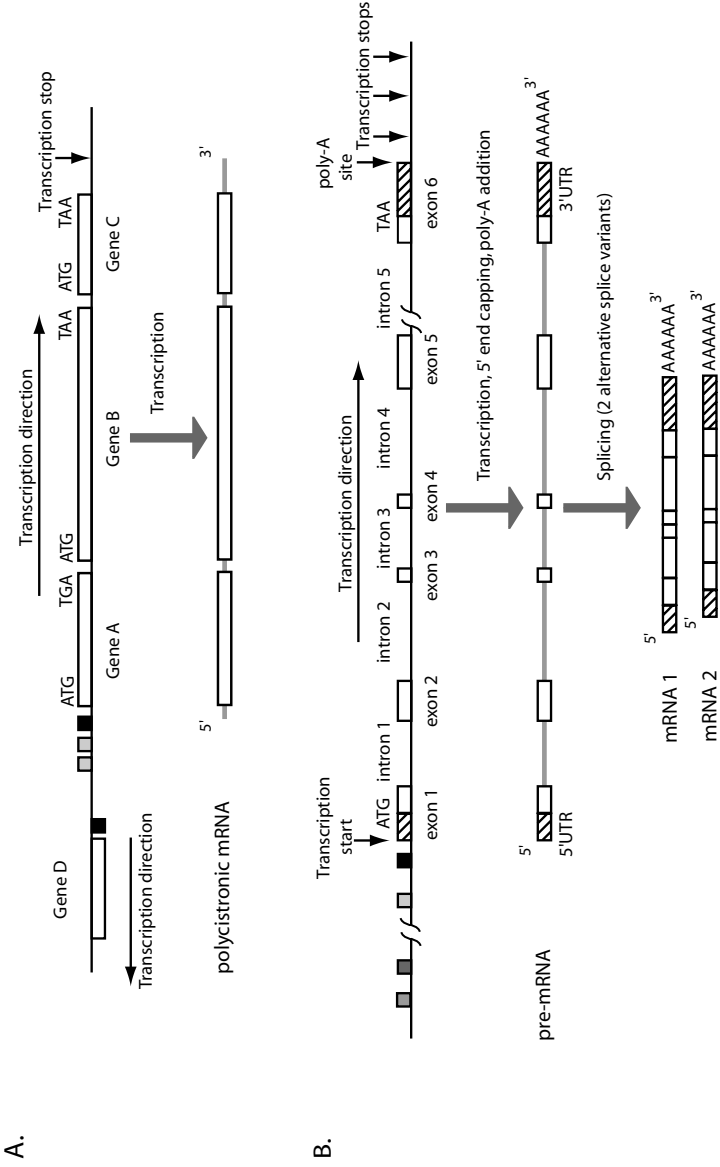 A.
Transcription stop
Transcription direction
ATG
TGA
ATG
TAA
ATG
TAA
Gene D
Gene A
Gene B
Gene C
Transcription direction
Transcription
polycistronic mRNA
5'
3'
B.
Transcription
start
Transcription direction
poly-A
site
Transcription stops
ATG
intron 1
intron 2
intron 3
intron 4
intron 5
TAA
exon 1
exon 2
exon 3
exon 4
exon 5
exon 6
Transcription, 5' end capping, poly-A addition
pre-mRNA
5'
AAAAAA
3'
5'UTR
3'UTR
Splicing (2 alternative splice variants)
mRNA 1
5'
AAAAAA
3'
mRNA 2
5'
AAAAAA
3'